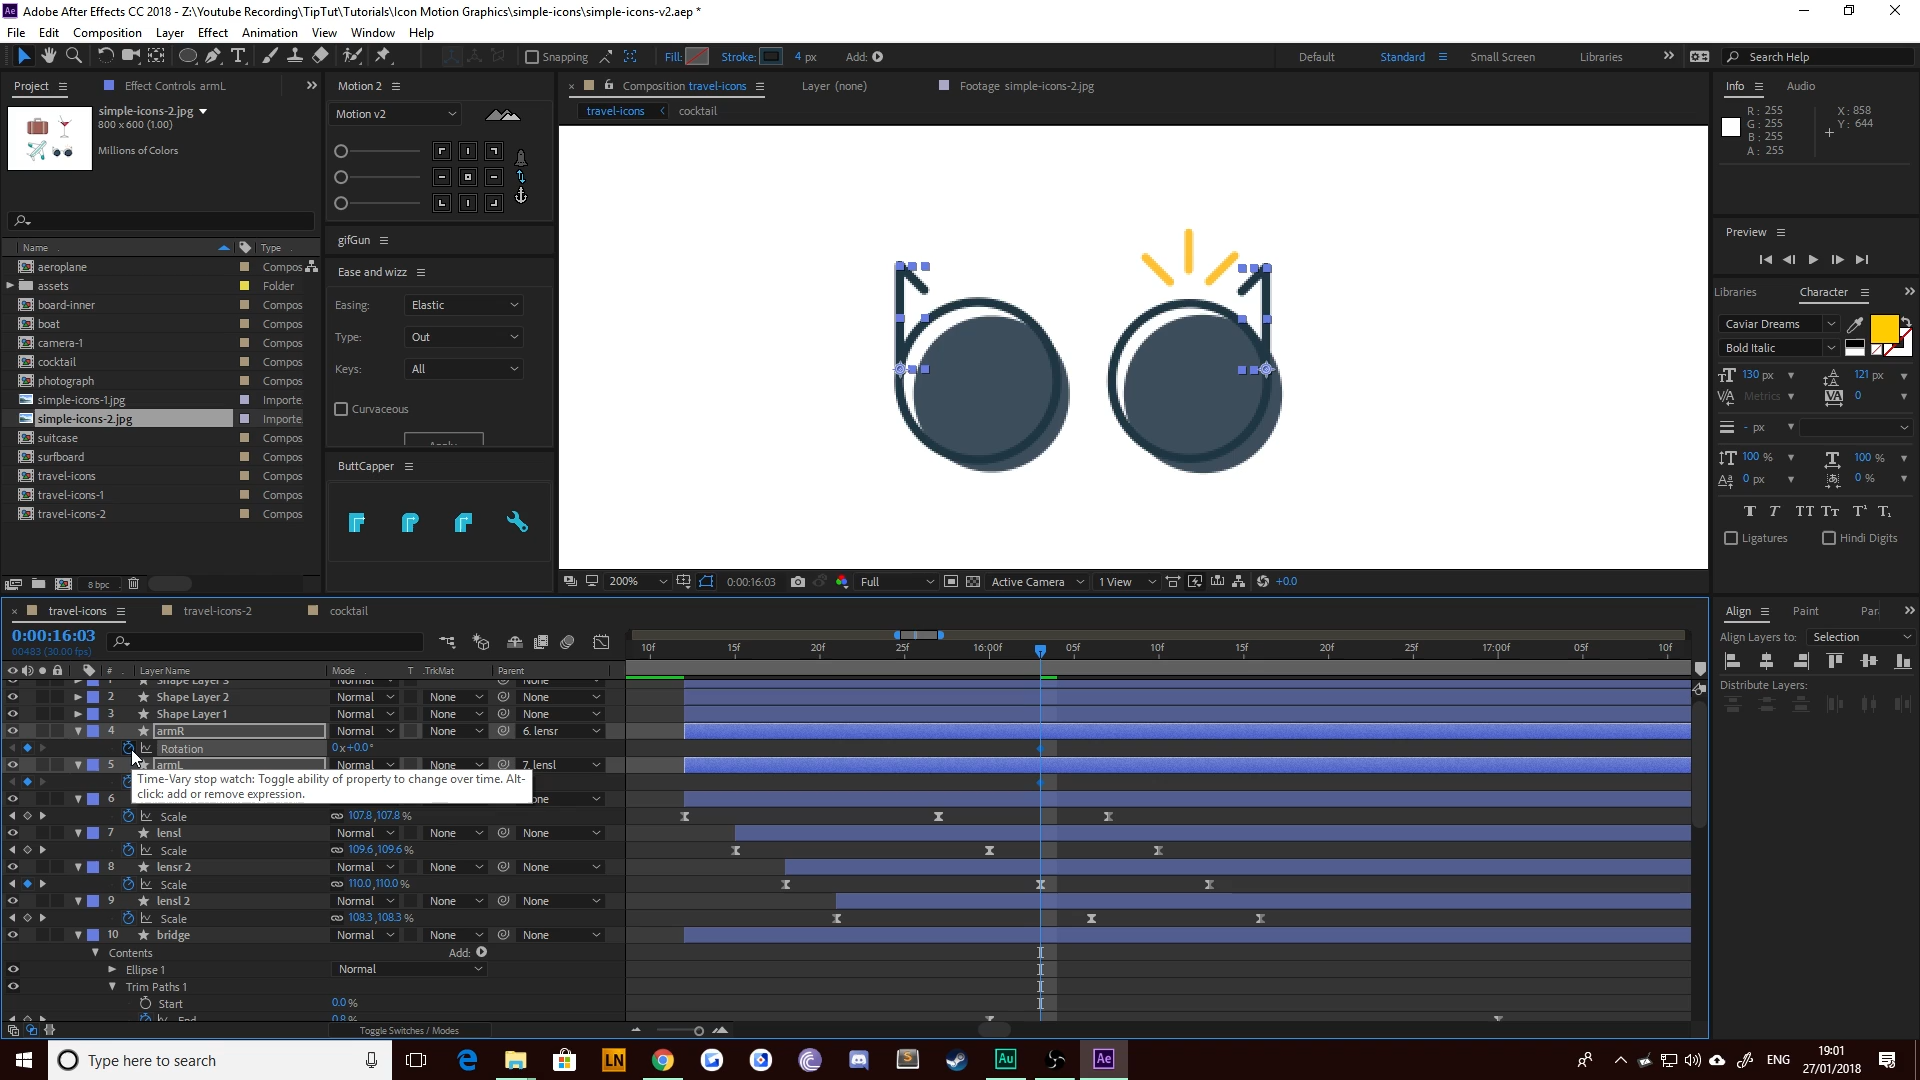 Adobe After Effects CC 2018 - Z:\Youtube Recording\TipTut\Tutorials\Icon Motion Graphics\simple-icons\simple-icons-v2.aep *
File Edit Composition Layer Effect Animation View Window Help
Snapping Fill: Stroke: 4 px Add: Default Standard Small Screen Libraries Search Help
Project Effect Controls armL
simple-icons-2.jpg
800 x 600 (1.00)
Millions of Colors
Name Type
aeroplane Compos
assets Folder
board-inner Compos
boat Compos
camera-1 Compos
cocktail Compos
photograph Compos
simple-icons-1.jpg Importe
simple-icons-2.jpg Importe
suitcase Compos
surfboard Compos
travel-icons Compos
travel-icons-1 Compos
travel-icons-2 Compos
8 bpc
Motion 2
Motion v2
gifGun
Ease and wizz
Easing: Elastic
Type: Out
Keys: All
Curvaceous
Apply
ButtCapper
Composition travel-icons Layer (none) Footage simple-icons-2.jpg
travel-icons cocktail
200% 0:00:16:03 Full Active Camera 1 View +0.0
Info Audio
R: 255 X: 858
G: 255 Y: 644
B: 255
A: 255
Preview
Libraries Character
Caviar Dreams
Bold Italic
130 px 121 px
Metrics 0
- px
100 % 100 %
0 px 0 %
Ligatures Hindi Digits
Align Paint Par
Align Layers to: Selection
Distribute Layers:
travel-icons travel-icons-2 cocktail
0:00:16:03
00483 (30.00 fps)
10f 15f 20f 25f 16:00f 05f 10f 15f 20f 25f 17:00f 05f 10f
# Layer Name Mode T .TrkMat Parent
1 Shape Layer 3 Normal None None
2 Shape Layer 2 Normal None None
3 Shape Layer 1 Normal None None
4 armR Normal None 6. lensr
Rotation 0x+0.0°
5 armL Normal None 7. lensl
Time-Vary stop watch: Toggle ability of property to change over time. Alt-
click: add or remove expression.
6
Scale 107.8,107.8 %
7 lensl Normal None None
Scale 109.6,109.6 %
8 lensr 2 Normal None None
Scale 110.0,110.0 %
9 lensl 2 Normal None None
Scale 108.3,108.3 %
10 bridge Normal None None
Contents Add:
Ellipse 1 Normal
Trim Paths 1
Start 0.0 %
End 0.8 %
Toggle Switches / Modes
Type here to search
ENG
19:01
27/01/2018